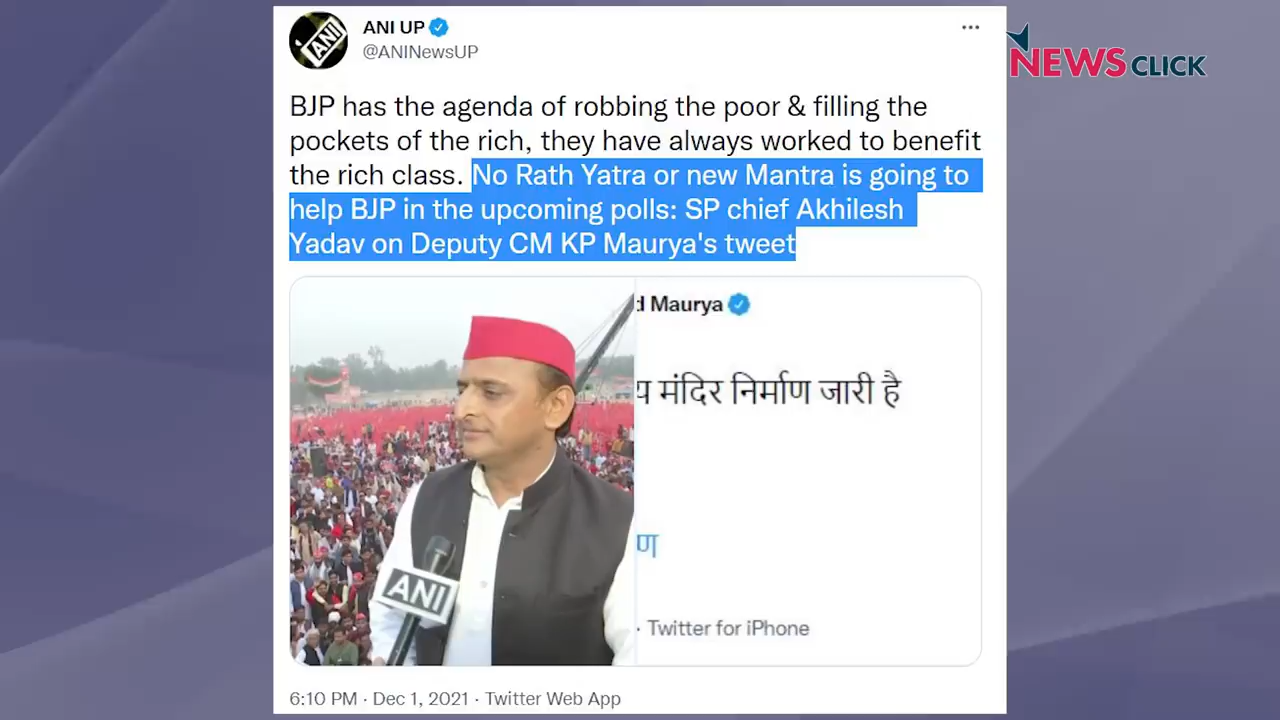 ANI UP
@ANINewsUP
NEWS CLICK
BJP has the agenda of robbing the poor & filling the
pockets of the rich, they have always worked to benefit
the rich class. No Rath Yatra or new Mantra is going to
help BJP in the upcoming polls: SP chief Akhilesh
Yadav on Deputy CM KP Maurya's tweet
ANI
d Maurya
य मंदिर निर्माण जारी है
ण
ANI
· Twitter for iPhone
6:10 PM · Dec 1, 2021 · Twitter Web App